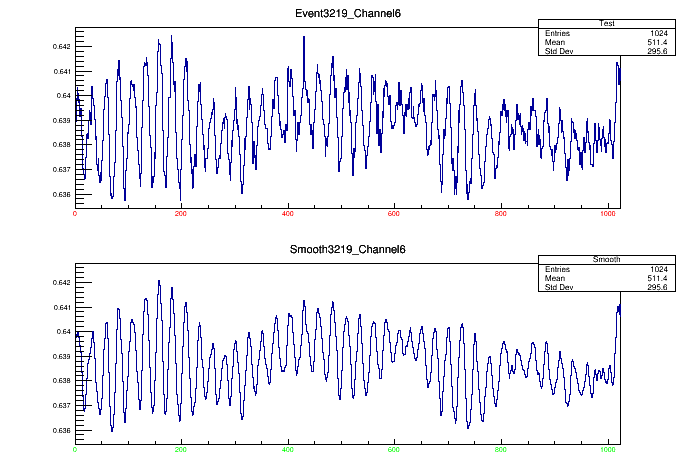 Event3219_Channel6
Test
Entries 1024
Mean 511.4
Std Dev 295.6
0.642
0.641
0.64
0.639
0.638
0.637
0.636
0 200 400 600 800 1000
Smooth3219_Channel6
Smooth
Entries 1024
Mean 511.4
Std Dev 295.6
0.642
0.641
0.64
0.639
0.638
0.637
0.636
0 200 400 600 800 1000